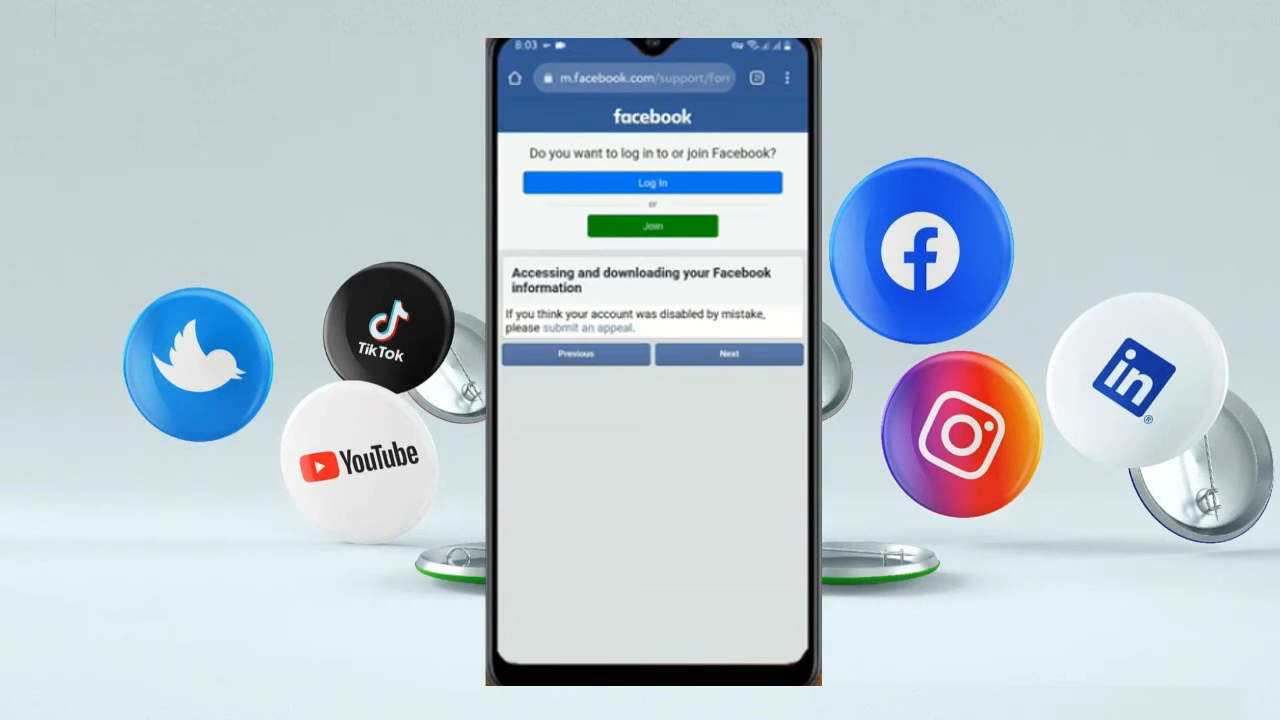 8:03
m.facebook.com/support/for
facebook
Do you want to log in to or join Facebook?
Log In
or
Join
Accessing and downloading your Facebook
information
If you think your account was disabled by mistake,
please submit an appeal.
Previous
Next
TikTok
YouTube
in